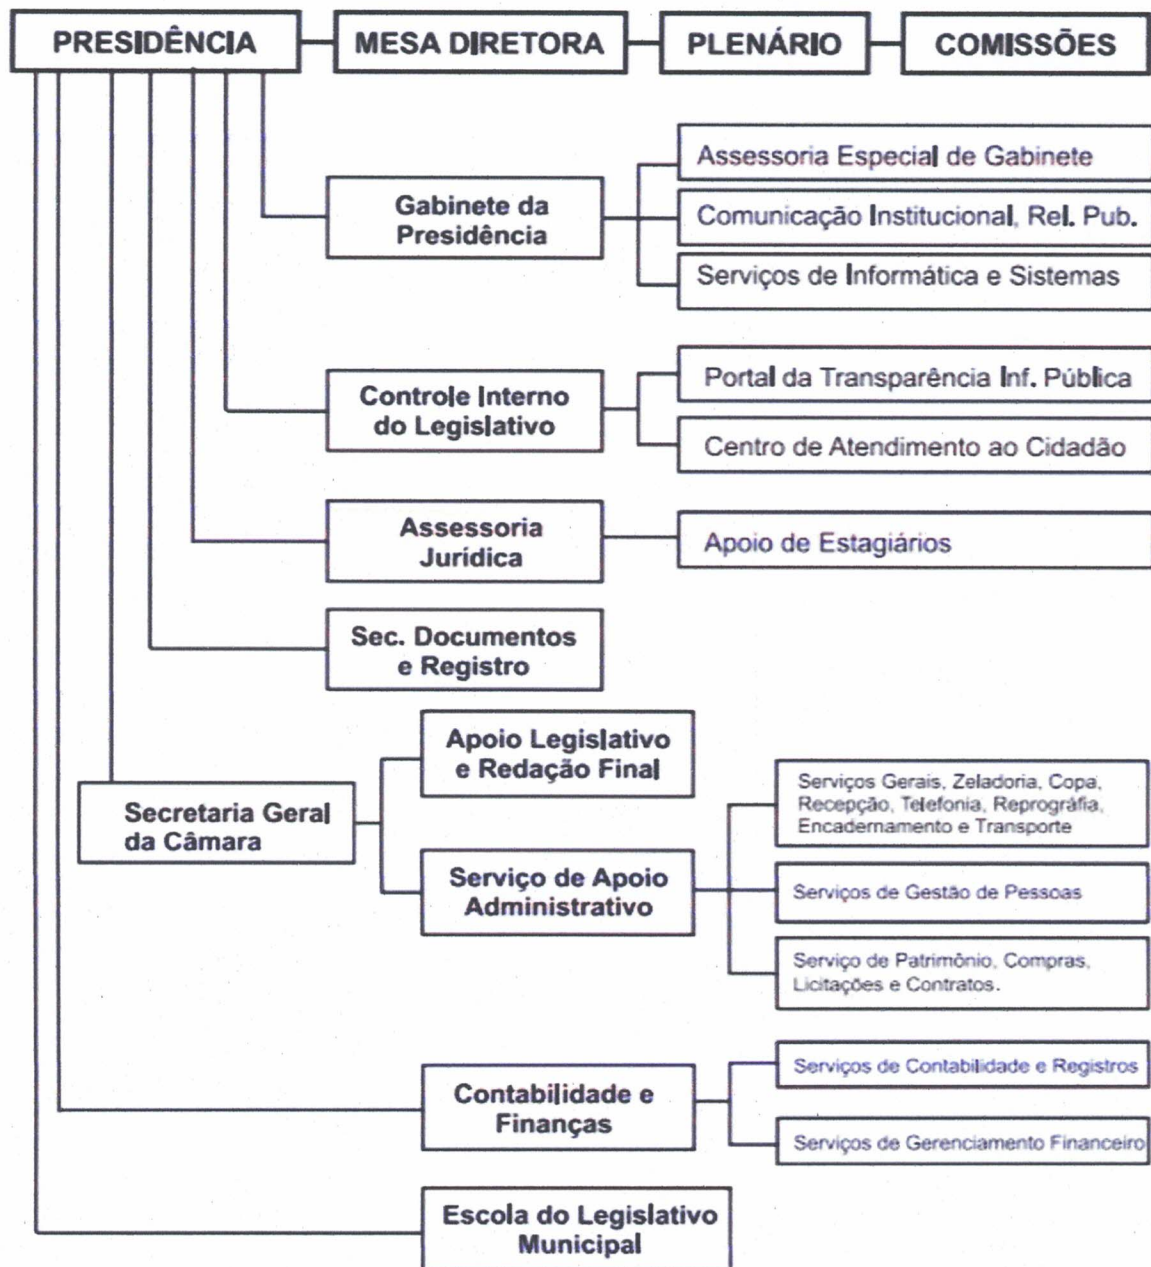 PRESIDÊNCIA
MESA DIRETORA
PLENÁRIO
COMISSÕES
Gabinete da
Presidência
Assessoria Especial de Gabinete
Comunicação Institucional, Rel. Pub.
Serviços de Informática e Sistemas
Controle Interno
do Legislativo
Portal da Transparência Inf. Pública
Centro de Atendimento ao Cidadão
Assessoria
Jurídica
Apoio de Estagiários
Sec. Documentos
e Registro
Secretaria Geral
da Câmara
Apoio Legislativo
e Redação Final
Serviço de Apoio
Administrativo
Serviços Gerais, Zeladoria, Copa,
Recepção, Telefonia, Reprográfia,
Encadernamento e Transporte
Serviços de Gestão de Pessoas
Serviço de Patrimônio, Compras,
Licitações e Contratos.
Contabilidade e
Finanças
Serviços de Contabilidade e Registros
Serviços de Gerenciamento Financeiro
Escola do Legislativo
Municipal